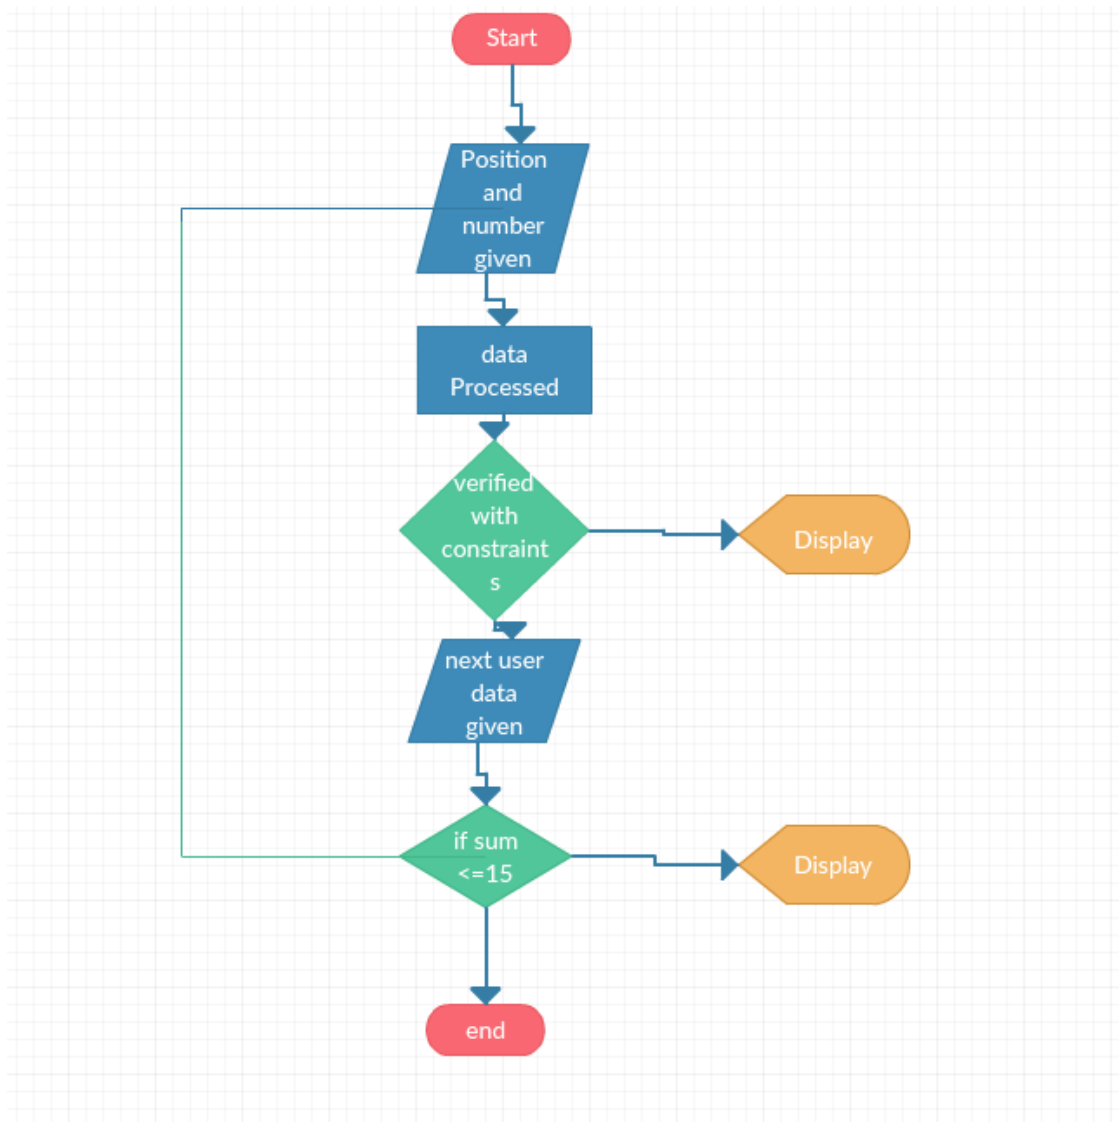 Start
Position
and
number
given
data
Processed
verified
with
constraint
s
Display
next user
data
given
if sum
<=15
Display
end